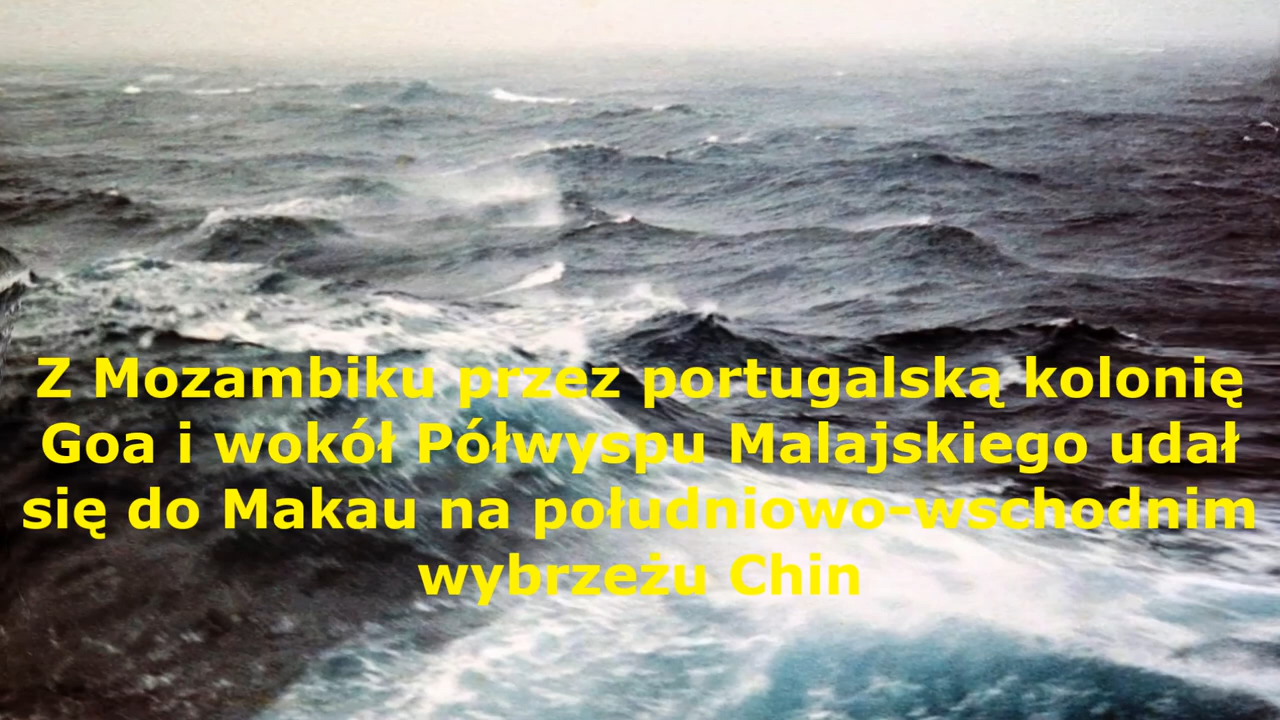 Z Mozambiku przez portugalską kolonię
Goa i wokół Półwyspu Malajskiego udał
się do Makau na południowo-wschodnim
wybrzeżu Chin